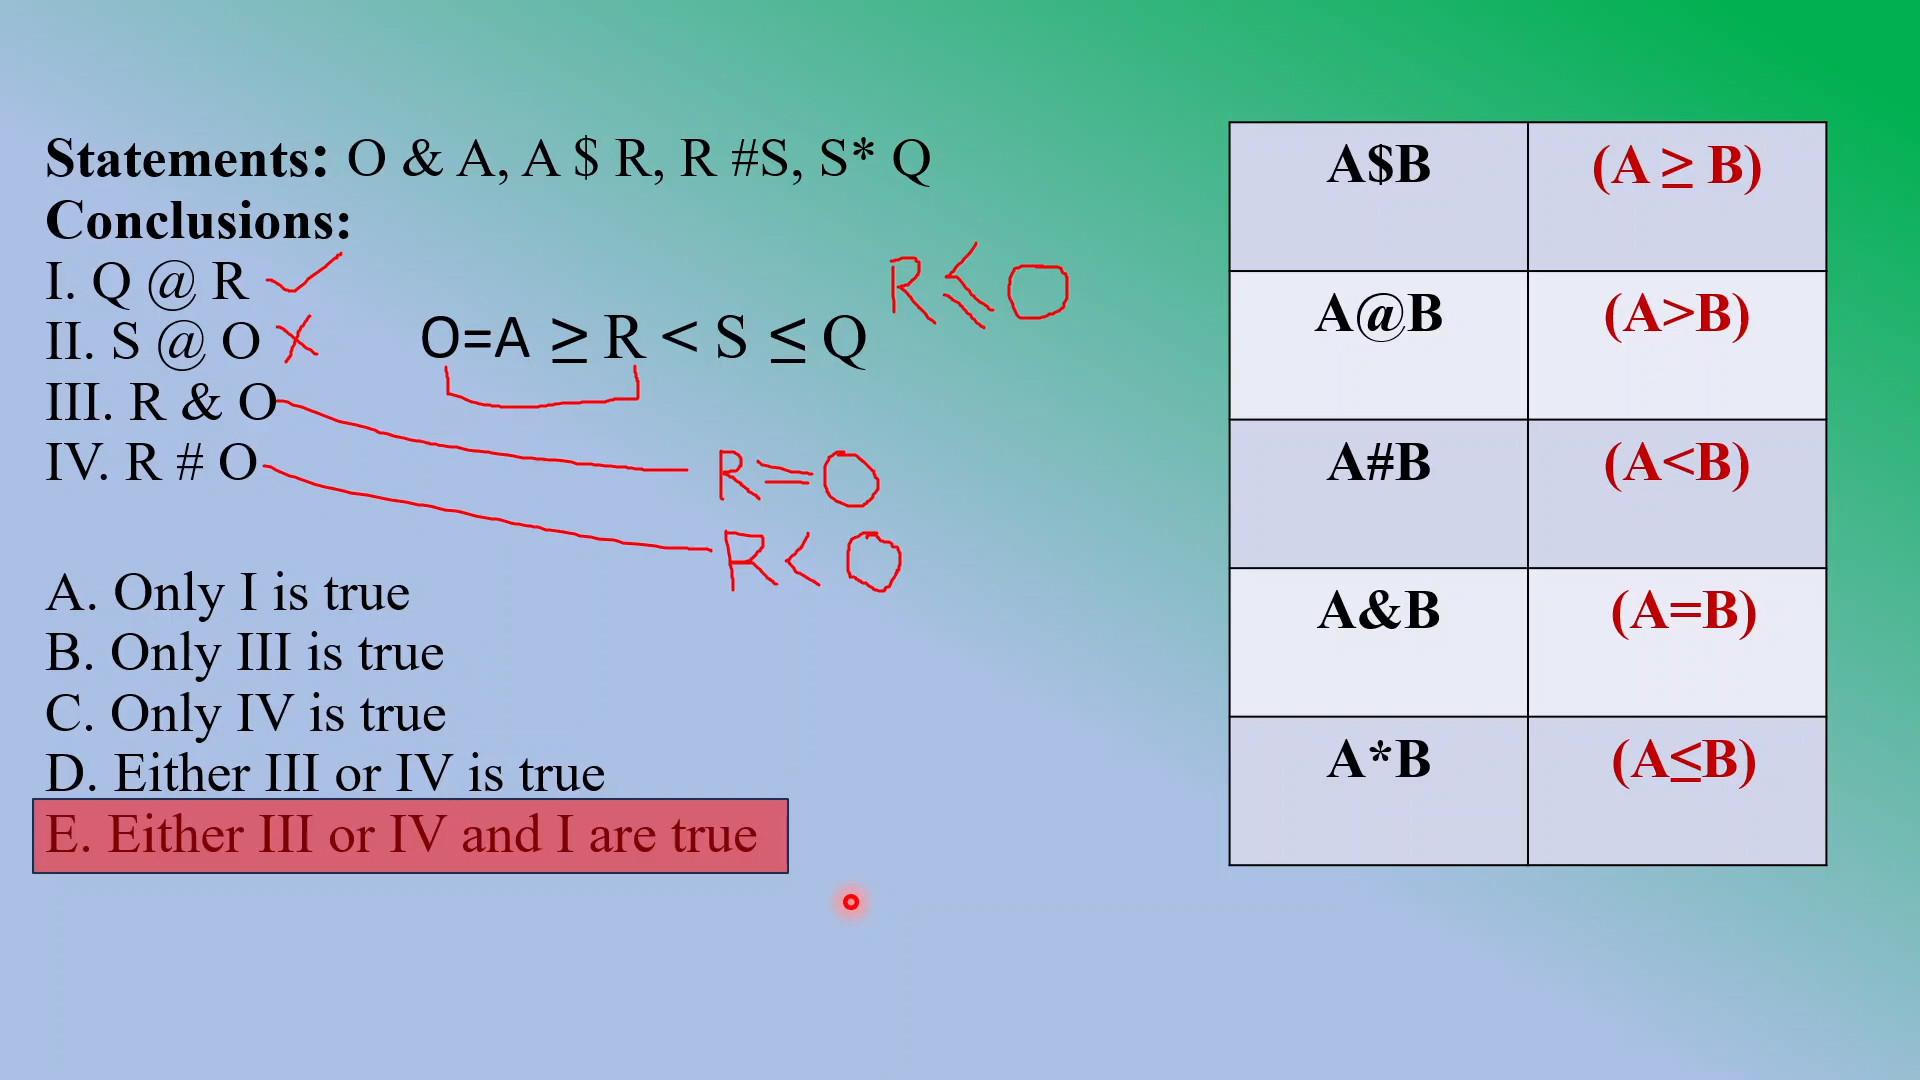 Statements: O & A, A $ R, R #S, S* Q
Conclusions:
I. Q @ R
II. S @ O
III. R & O
IV. R # O
O=A ≥ R < S ≤ Q
R≤O
R=O
R<O
A. Only I is true
B. Only III is true
C. Only IV is true
D. Either III or IV is true
E. Either III or IV and I are true
A$B (A ≥ B)
A@B (A>B)
A#B (A<B)
A&B (A=B)
A*B (A≤B)